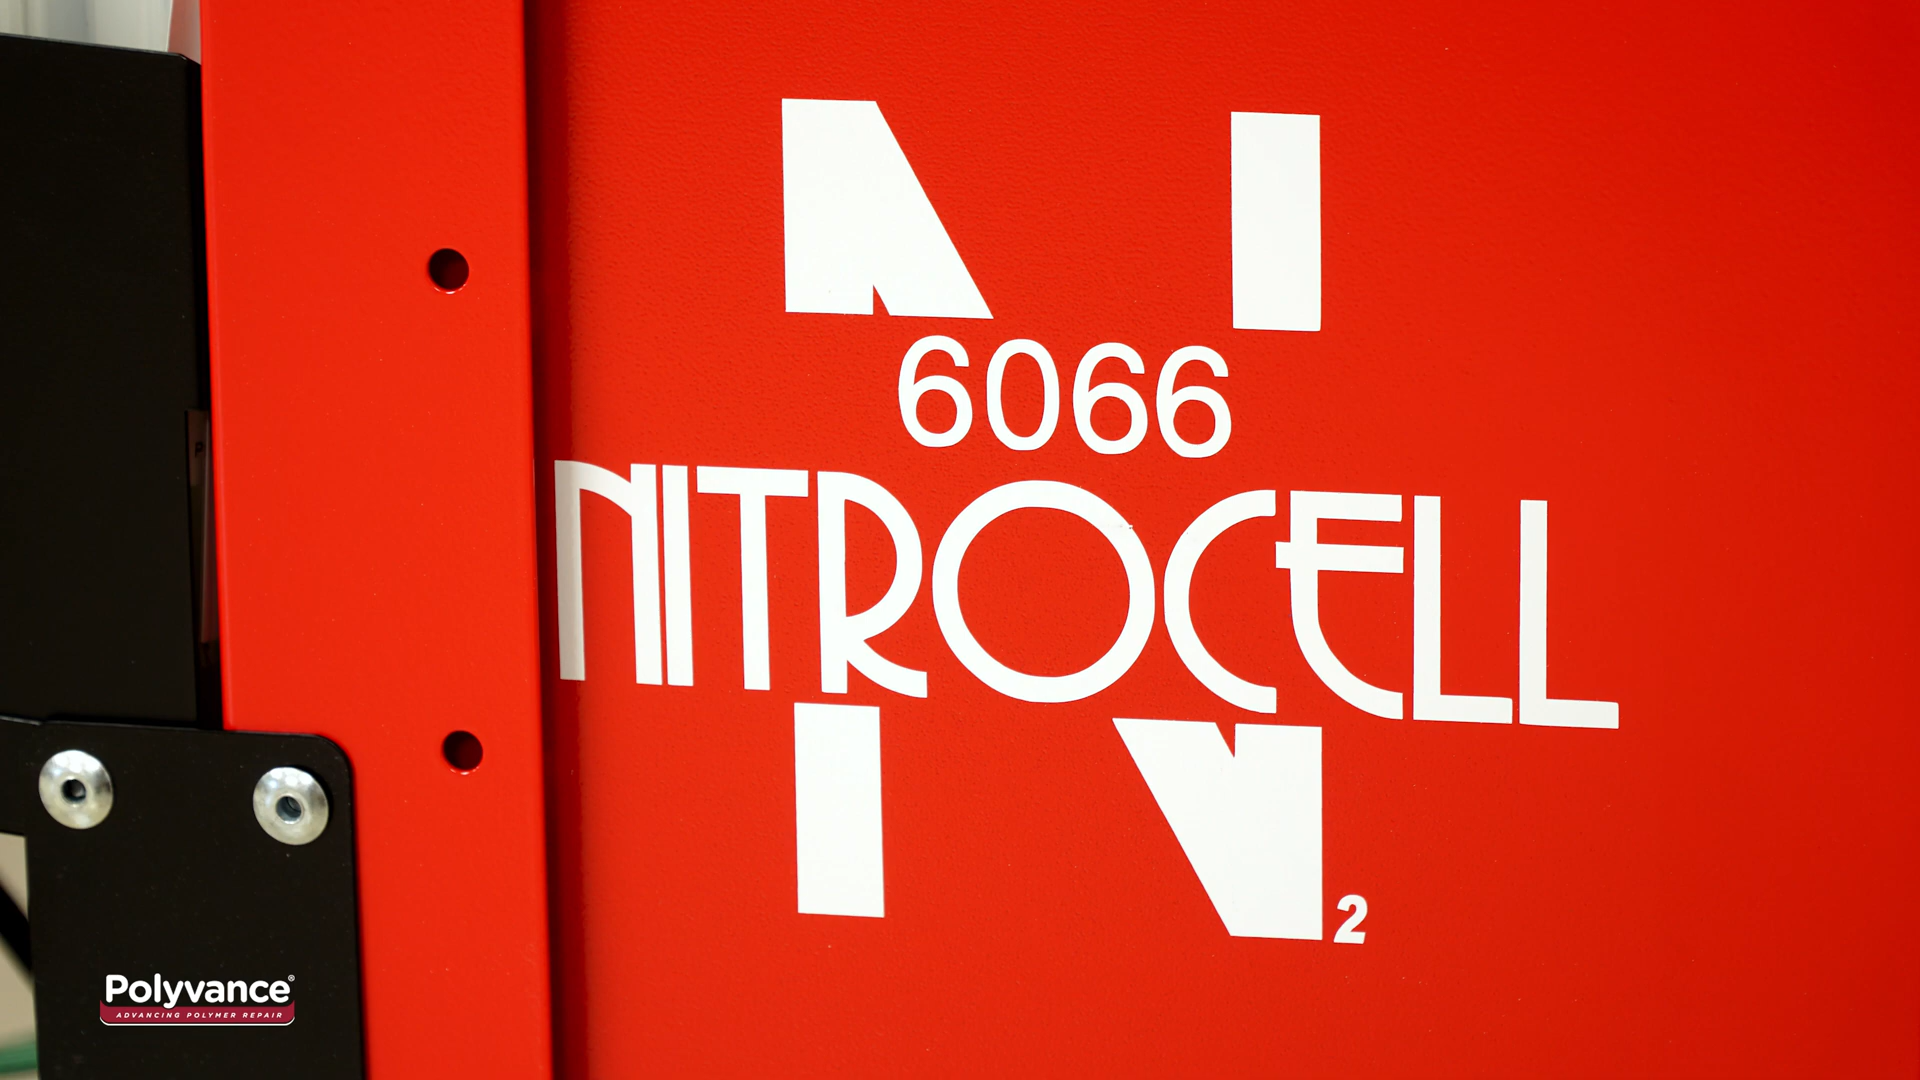 N
6066
NITROCELL
2
Polyvance®
ADVANCING POLYMER REPAIR